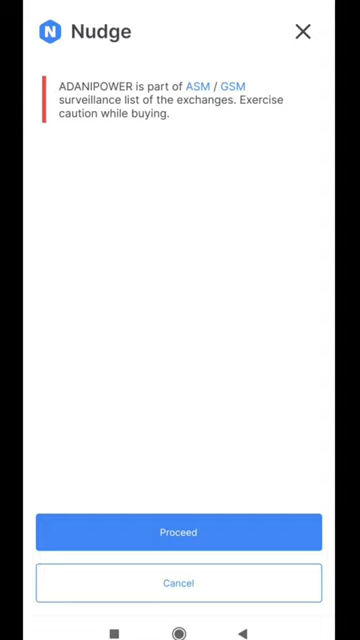 N Nudge
ADANIPOWER is part of ASM / GSM
surveillance list of the exchanges. Exercise
caution while buying.
Proceed
Cancel